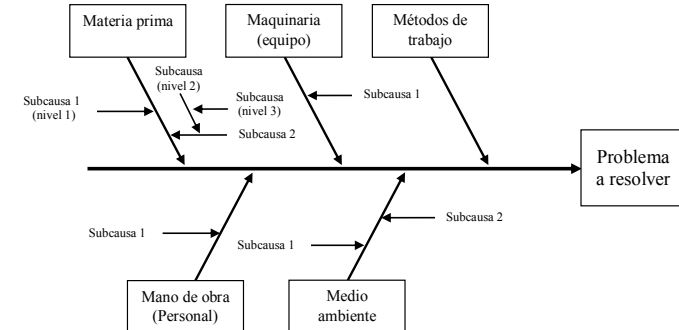 Materia prima
Maquinaria
(equipo)
Métodos de
trabajo
Subcausa
(nivel 2)
Subcausa 1
(nivel 1)
Subcausa
(nivel 3)
Subcausa 2
Subcausa 1
Problema
a resolver
Subcausa 1
Subcausa 1
Subcausa 2
Mano de obra
(Personal)
Medio
ambiente